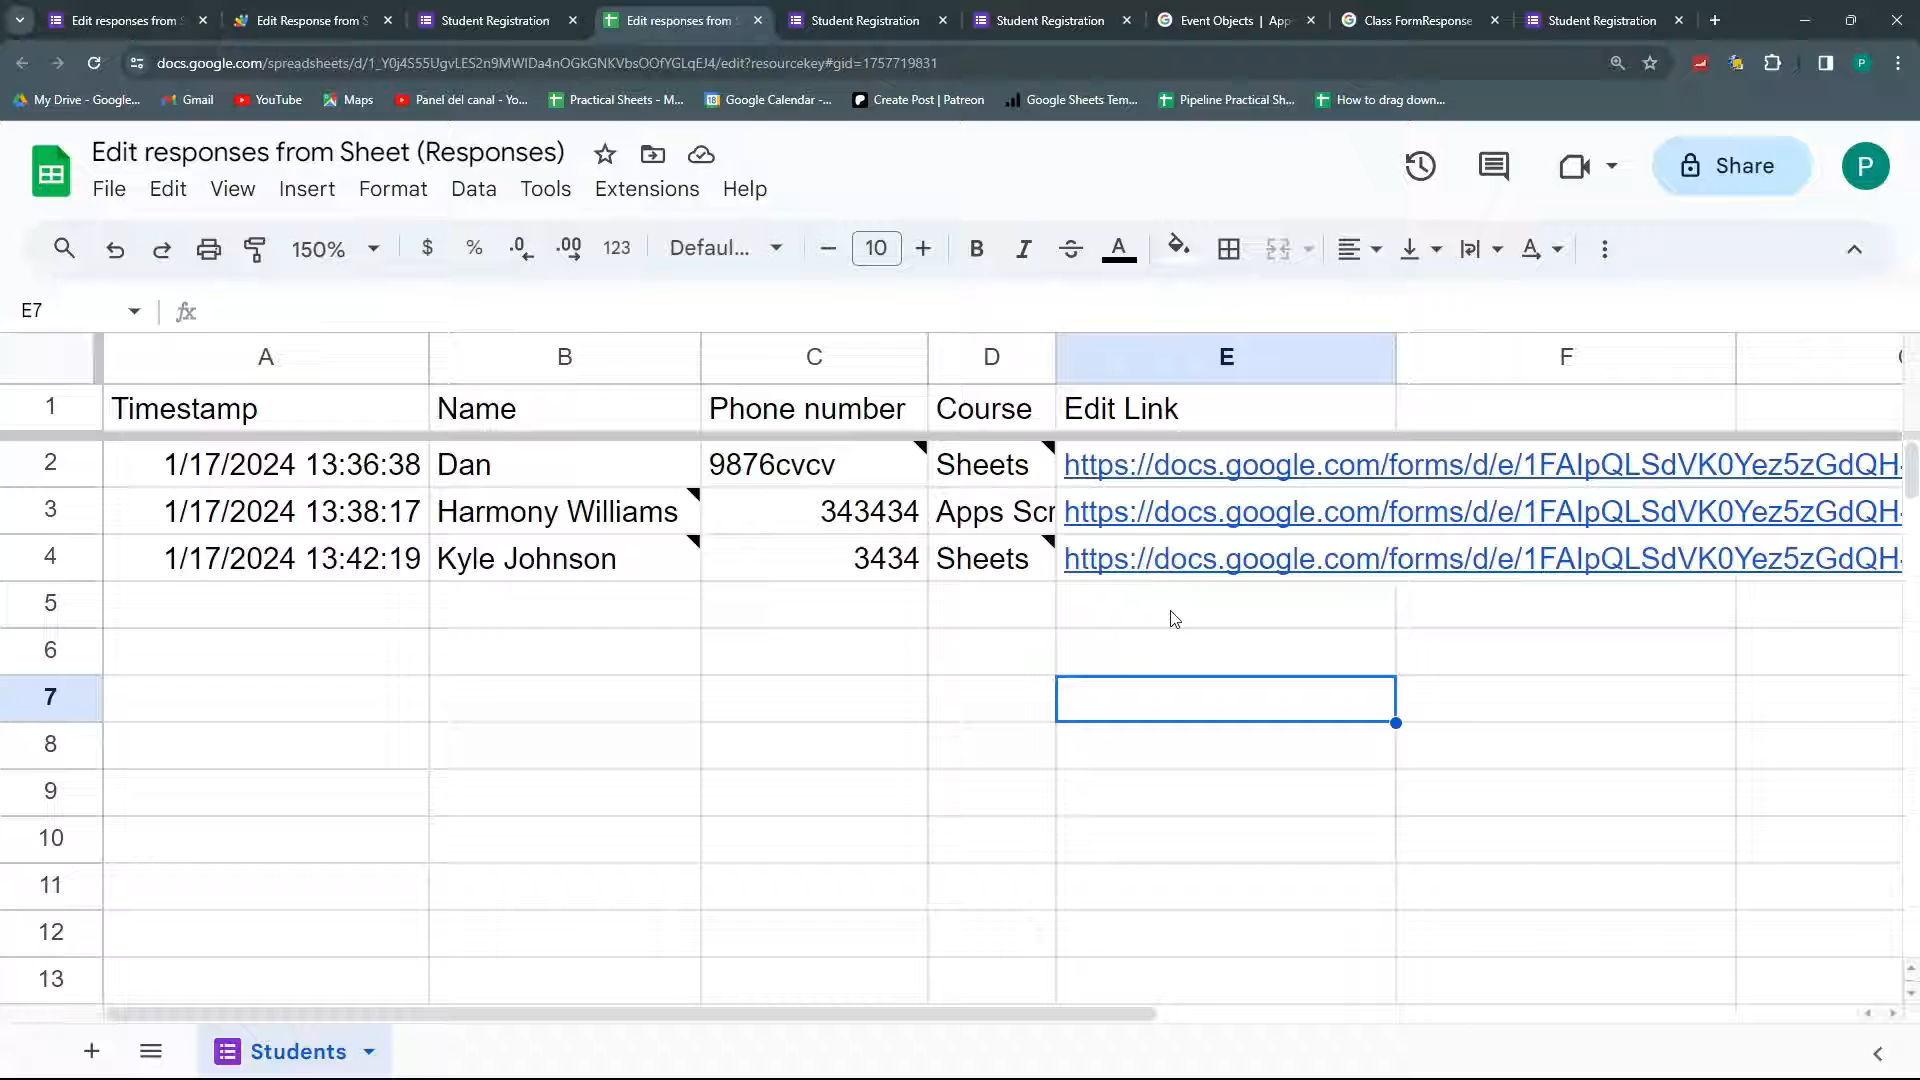 Edit responses from S
Edit Response from S
Student Registration
Edit responses from S
Student Registration
Student Registration
Event Objects | App
Class FormResponse
Student Registration
docs.google.com/spreadsheets/d/1_Y0j4S55UgvLES2n9MWIDa4nOGkGNKVbsOOfYGLqEJ4/edit?resourcekey#gid=1757719831
P
My Drive - Google...
Gmail
YouTube
Maps
Panel del canal - Yo...
Practical Sheets - M...
Google Calendar -...
Create Post | Patreon
Google Sheets Tem...
Pipeline Practical Sh...
How to drag down...
Edit responses from Sheet (Responses)
File Edit View Insert Format Data Tools Extensions Help
Share
P
150% $ % .0 .00 123 Defaul... 10 B I S A
E7
fx
A B C D E F
1 Timestamp Name Phone number Course Edit Link
2 1/17/2024 13:36:38 Dan 9876cvcv Sheets https://docs.google.com/forms/d/e/1FAIpQLSdVK0Yez5zGdQH-
3 1/17/2024 13:38:17 Harmony Williams 343434 Apps Scr https://docs.google.com/forms/d/e/1FAIpQLSdVK0Yez5zGdQH-
4 1/17/2024 13:42:19 Kyle Johnson 3434 Sheets https://docs.google.com/forms/d/e/1FAIpQLSdVK0Yez5zGdQH-
5
6
7
8
9
10
11
12
13
Students